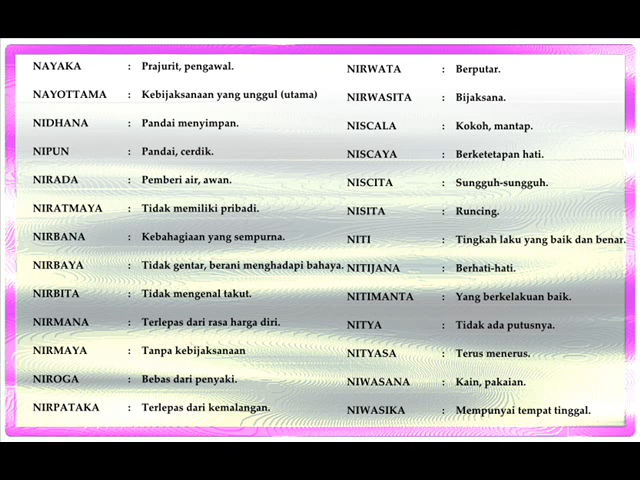 NAYAKA : Prajurit, pengawal.
NAYOTTAMA : Kebijaksanaan yang unggul (utama)
NIDHANA : Pandai menyimpan.
NIPUN : Pandai, cerdik.
NIRADA : Pemberi air, awan.
NIRATMAYA : Tidak memiliki pribadi.
NIRBANA : Kebahagiaan yang sempurna.
NIRBAYA : Tidak gentar, berani menghadapi bahaya.
NIRBITA : Tidak mengenal takut.
NIRMANA : Terlepas dari rasa harga diri.
NIRMAYA : Tanpa kebijaksanaan
NIROGA : Bebas dari penyaki.
NIRPATAKA : Terlepas dari kemalangan.
NIRWATA : Berputar.
NIRWASITA : Bijaksana.
NISCALA : Kokoh, mantap.
NISCAYA : Berketetapan hati.
NISCITA : Sungguh-sungguh.
NISITA : Runcing.
NITI : Tingkah laku yang baik dan benar.
NITIJANA : Berhati-hati.
NITIMANTA : Yang berkelakuan baik.
NITYA : Tidak ada putusnya.
NITYASA : Terus menerus.
NIWASANA : Kain, pakaian.
NIWASIKA : Mempunyai tempat tinggal.